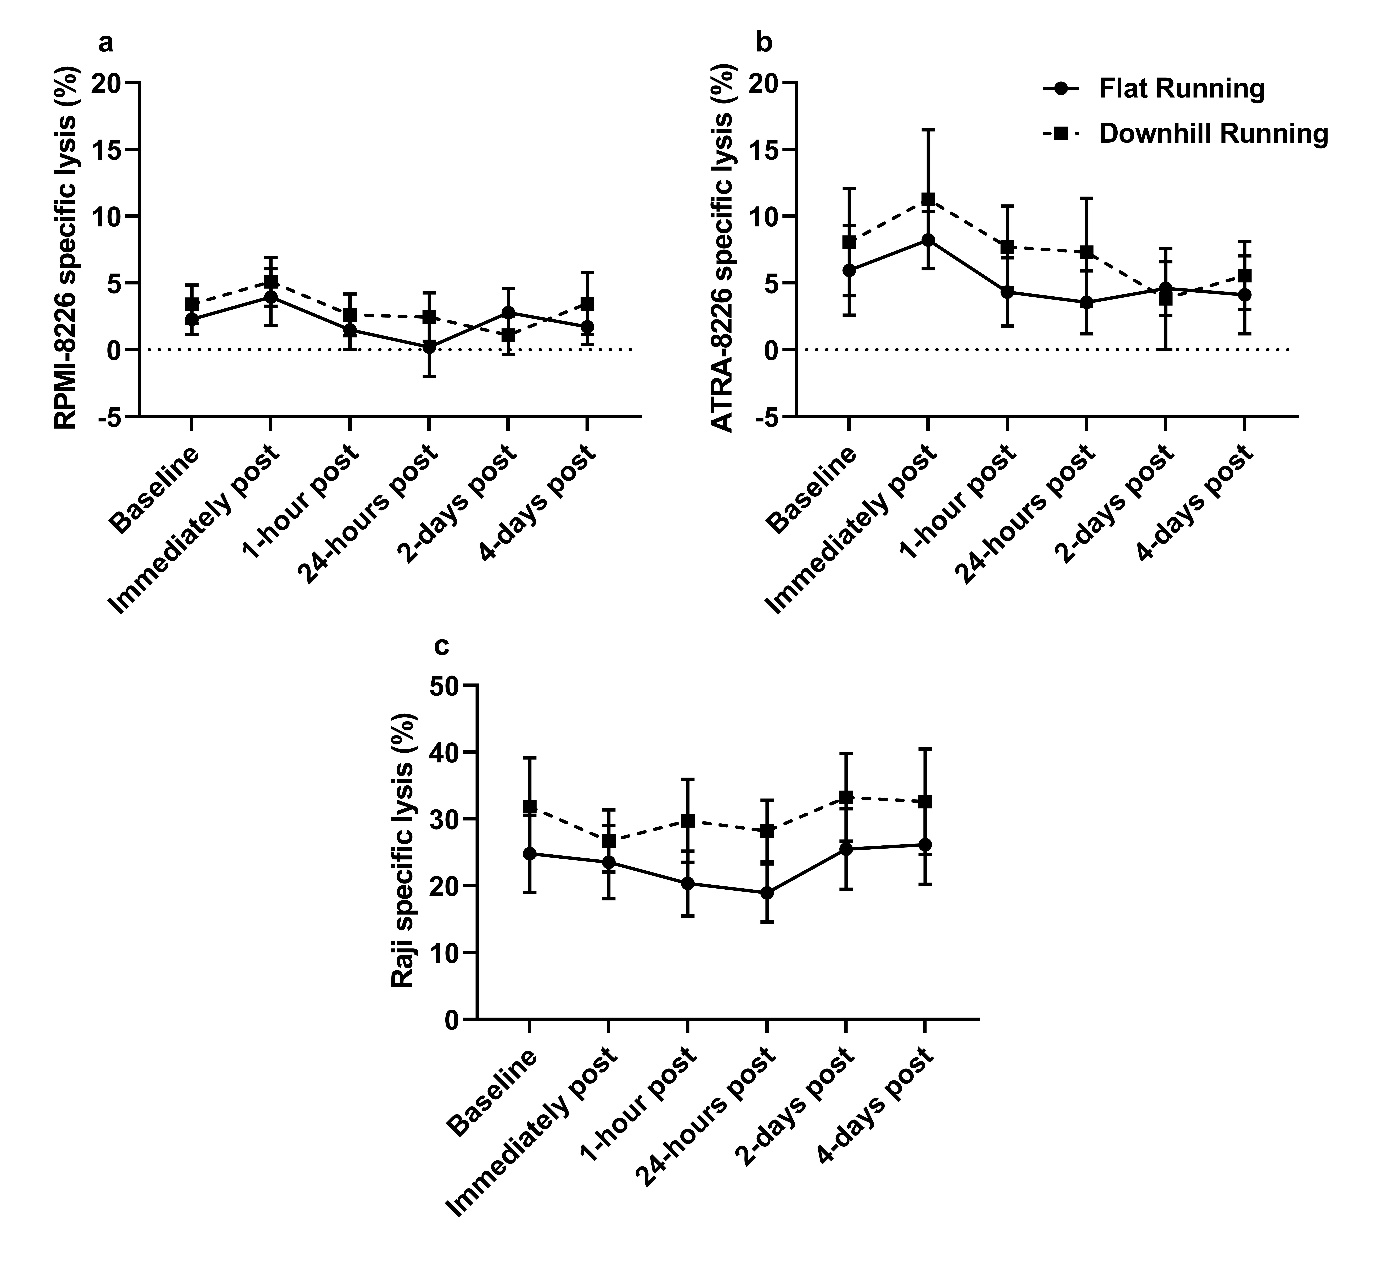 a
RPMI-8226 specific lysis (%)
20
15
10
5
0
-5
Baseline
Immediately post
1-hour post
24-hours post
2-days post
4-days post
b
ATRA-8226 specific lysis (%)
20
15
10
5
0
-5
Baseline
Immediately post
1-hour post
24-hours post
2-days post
4-days post
Flat Running
Downhill Running
c
Raji specific lysis (%)
50
40
30
20
10
0
Baseline
Immediately post
1-hour post
24-hours post
2-days post
4-days post